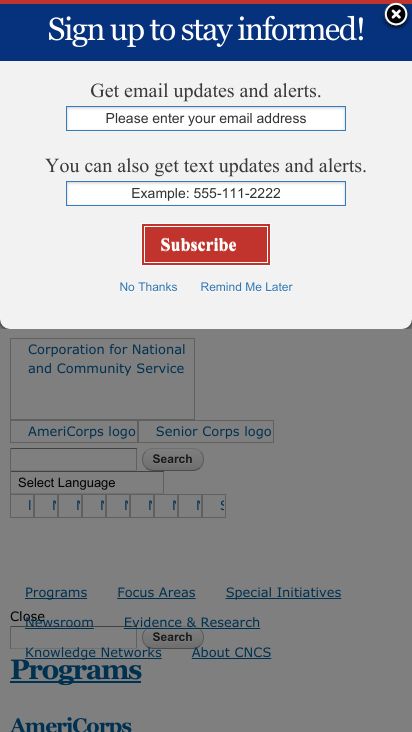 Sign up to stay informed!
Get email updates and alerts.
Please enter your email address
You can also get text updates and alerts.
Example: 555-111-2222
Subscribe
No Thanks Remind Me Later
Corporation for National
and Community Service
AmeriCorps logo Senior Corps logo
Search
Select Language
Programs Focus Areas Special Initiatives
Close
Newsroom Evidence & Research
Search
Knowledge Networks About CNCS
Programs
AmeriCorps